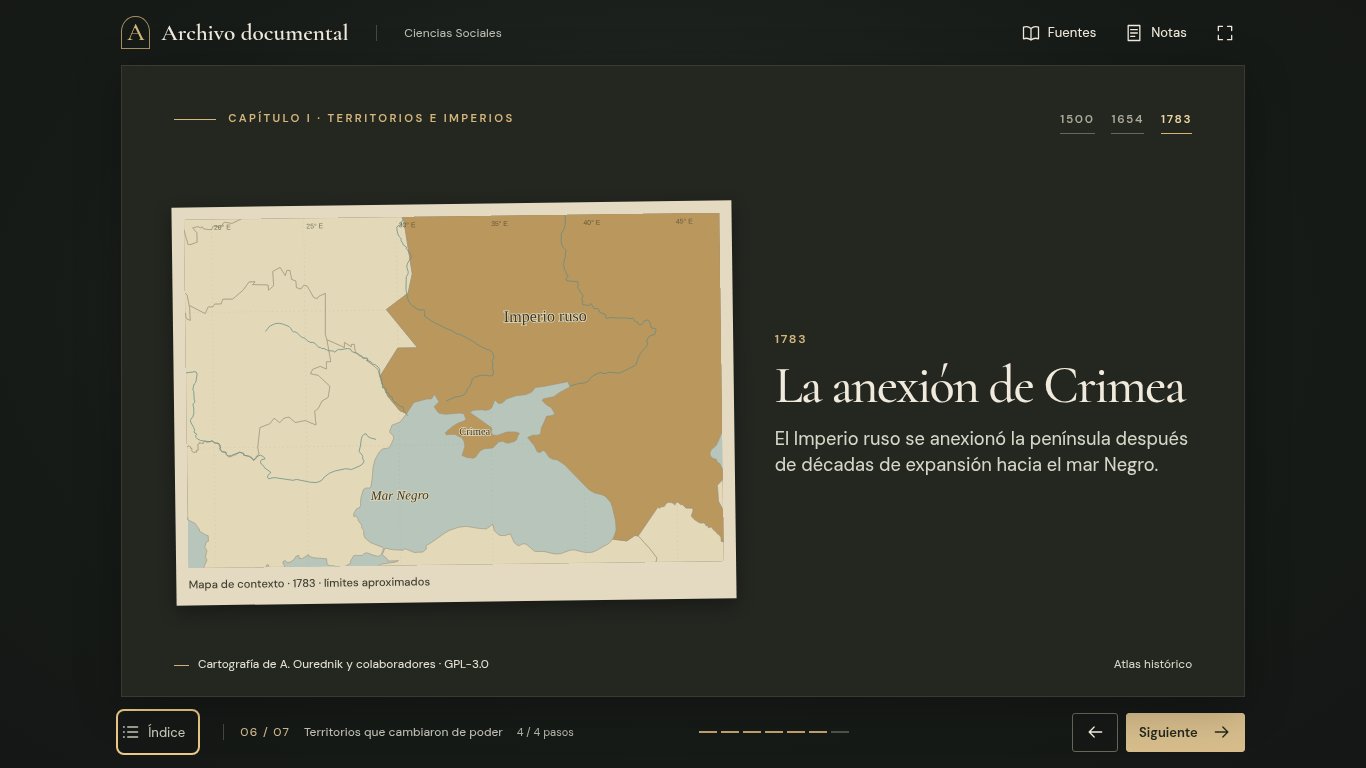 A Archivo documental
Ciencias Sociales
Fuentes
Notas
CAPÍTULO I · TERRITORIOS E IMPERIOS
1500 1654 1783
20° E 25° E 30° E 35° E 40° E 45° E
Imperio ruso
Crimea
Mar Negro
Mapa de contexto · 1783 · límites aproximados
1783
La anexión de Crimea
El Imperio ruso se anexionó la península después
de décadas de expansión hacia el mar Negro.
Cartografía de A. Ourednik y colaboradores · GPL-3.0
Atlas histórico
Índice
06 / 07 Territorios que cambiaron de poder 4 / 4 pasos
Siguiente